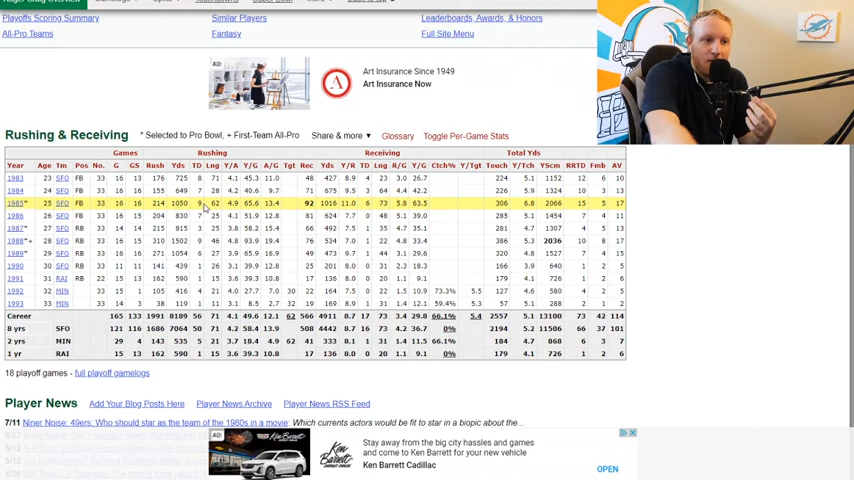 Roger Craig Overview
Playoffs Scoring Summary Similar Players Leaderboards, Awards, & Honors
All-Pro Teams Fantasy Full Site Menu
AD
Art Insurance Since 1949
Art Insurance Now
Rushing & Receiving * Selected to Pro Bowl, + First-Team All-Pro Share & more ▼ Glossary Toggle Per-Game Stats
Games Rushing Receiving Total Yds
Year Age Tm Pos No. G GS Rush Yds TD Lng Y/A Y/G A/G Tgt Rec Yds Y/R TD Lng R/G Y/G Ctch% Y/Tgt Touch Y/Tch YScm RRTD Fmb AV
1983 23 SFO FB 33 16 13 176 725 8 71 4.1 45.3 11.0 48 427 8.9 4 23 3.0 26.7 224 5.1 1152 12 6 10
1984 24 SFO FB 33 16 16 155 649 7 28 4.2 40.6 9.7 71 675 9.5 3 64 4.4 42.2 226 5.9 1324 10 3 13
1985* 25 SFO FB 33 16 16 214 1050 9 62 4.9 65.6 13.4 92 1016 11.0 6 73 5.8 63.5 306 6.8 2066 15 5 17
1986 26 SFO FB 33 16 16 204 830 7 25 4.1 51.9 12.8 81 624 7.7 0 48 5.1 39.0 285 5.1 1454 7 4 11
1987* 27 SFO RB 33 14 14 215 815 3 25 3.8 58.2 15.4 66 492 7.5 1 35 4.7 35.1 281 4.7 1307 4 5 13
1988*+ 28 SFO RB 33 16 15 310 1502 9 46 4.8 93.9 19.4 76 534 7.0 1 22 4.8 33.4 386 5.3 2036 10 8 17
1989* 29 SFO RB 33 16 16 271 1054 6 27 3.9 65.9 16.9 49 473 9.7 1 44 3.1 29.6 320 4.8 1527 7 4 15
1990 30 SFO RB 33 11 11 141 439 1 26 3.1 39.9 12.8 25 201 8.0 0 31 2.3 18.3 166 3.9 640 1 2 5
1991 31 RAI RB 22 15 13 162 590 1 15 3.6 39.3 10.8 17 136 8.0 0 20 1.1 9.1 179 4.1 726 1 2 6
1992 32 MIN 33 15 1 105 416 4 21 4.0 27.7 7.0 30 22 164 7.5 0 22 1.5 10.9 73.3% 5.5 127 4.6 580 4 2 5
1993 33 MIN 33 14 3 38 119 1 11 3.1 8.5 2.7 32 19 169 8.9 1 31 1.4 12.1 59.4% 5.3 57 5.1 288 2 1 2
Career 165 133 1991 8189 56 71 4.1 49.6 12.1 62 566 4911 8.7 17 73 3.4 29.8 66.1% 5.4 2557 5.1 13100 73 42 114
8 yrs SFO 121 116 1686 7064 50 71 4.2 58.4 13.9 508 4442 8.7 16 73 4.2 36.7 0% 2194 5.2 11506 66 37 101
2 yrs MIN 29 4 143 535 5 21 3.7 18.4 4.9 62 41 333 8.1 1 31 1.4 11.5 66.1% 184 4.7 868 6 3 7
1 yr RAI 15 13 162 590 1 15 3.6 39.3 10.8 17 136 8.0 0 20 1.1 9.1 0% 179 4.1 726 1 2 6
18 playoff games - full playoff gamelogs
Player News Add Your Blog Posts Here Player News Archive Player News RSS Feed
7/11 Niner Noise: 49ers: Who should star as the team of the 1980s in a movie: Which current actors would be fit to star in a biopic about the...
AD
Ken Barrett
Stay away from the big city hassles and games
and come to Ken Barrett for your new vehicle
Ken Barrett Cadillac
OPEN